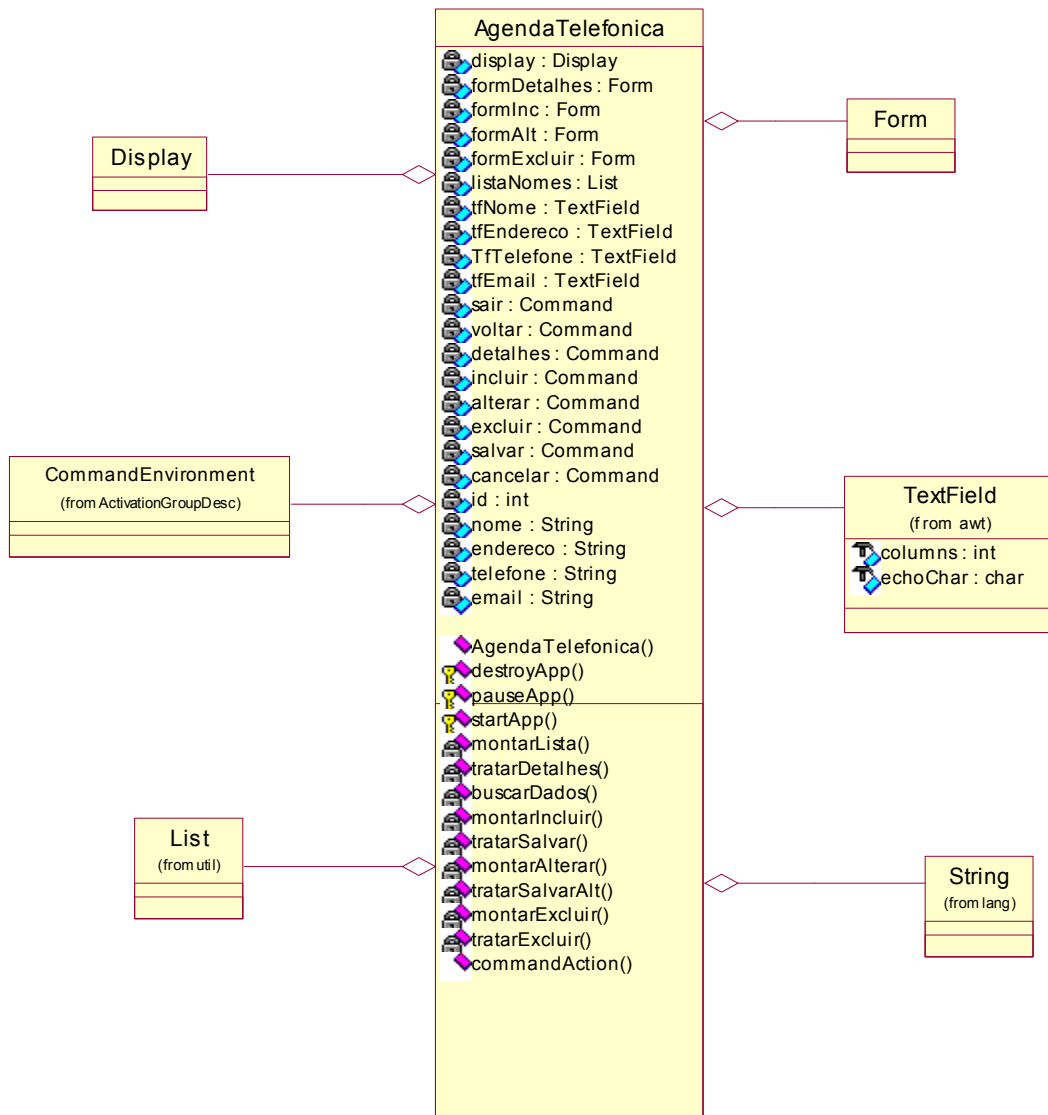 AgendaTelefonica
display : Display
formDetalhes : Form
formInc : Form
formAlt : Form
formExcluir : Form
listaNomes : List
tfNome : TextField
tfEndereco : TextField
TfTelefone : TextField
tfEmail : TextField
sair : Command
voltar : Command
detalhes : Command
incluir : Command
alterar : Command
excluir : Command
salvar : Command
cancelar : Command
id : int
nome : String
endereco : String
telefone : String
email : String
AgendaTelefonica()
destroyApp()
pauseApp()
startApp()
montarLista()
tratarDetalhes()
buscarDados()
montarIncluir()
tratarSalvar()
montarAlterar()
tratarSalvarAlt()
montarExcluir()
tratarExcluir()
commandAction()
Display
Form
CommandEnvironment
(from ActivationGroupDesc)
TextField
(from awt)
columns : int
echoChar : char
List
(from util)
String
(from lang)